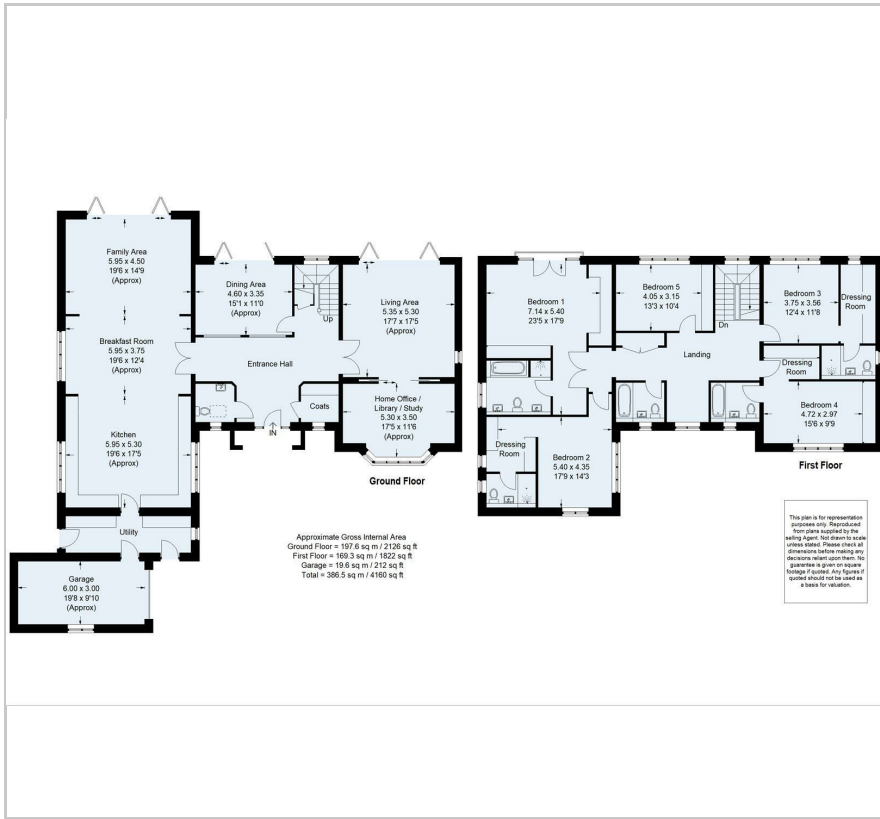 Family Area
5.95 x 4.50
19'6 x 14'9
(Approx)
Breakfast Room
5.95 x 3.75
19'6 x 12'4
(Approx)
Kitchen
5.95 x 5.30
19'6 x 17'5
(Approx)
Utility
Garage
6.00 x 3.00
19'8 x 9'10
(Approx)
Dining Area
4.60 x 3.35
15'1 x 11'0
(Approx)
Up
Living Area
5.35 x 5.30
17'7 x 17'5
(Approx)
Entrance Hall
Coats
IN
Home Office /
Library / Study
5.30 x 3.50
17'5 x 11'6
(Approx)
Ground Floor
Approximate Gross Internal Area
Ground Floor = 197.6 sq m / 2126 sq ft
First Floor = 169.3 sq m / 1822 sq ft
Garage = 19.6 sq m / 212 sq ft
Total = 386.5 sq m / 4160 sq ft
Bedroom 1
7.14 x 5.40
23'5 x 17'9
Bedroom 5
4.05 x 3.15
13'3 x 10'4
Dn
Bedroom 3
3.75 x 3.56
12'4 x 11'8
Dressing
Room
Landing
Dressing
Room
Bedroom 4
4.72 x 2.97
15'6 x 9'9
Dressing
Room
Bedroom 2
5.40 x 4.35
17'9 x 14'3
First Floor
This plan is for representation
purposes only. Reproduced
from plans supplied by the
selling Agent. Not drawn to scale
unless stated. Please check all
dimensions before making any
decisions reliant upon them. No
guarantee is given on square
footage if quoted. Any figures if
quoted should not be used as
a basis for valuation.